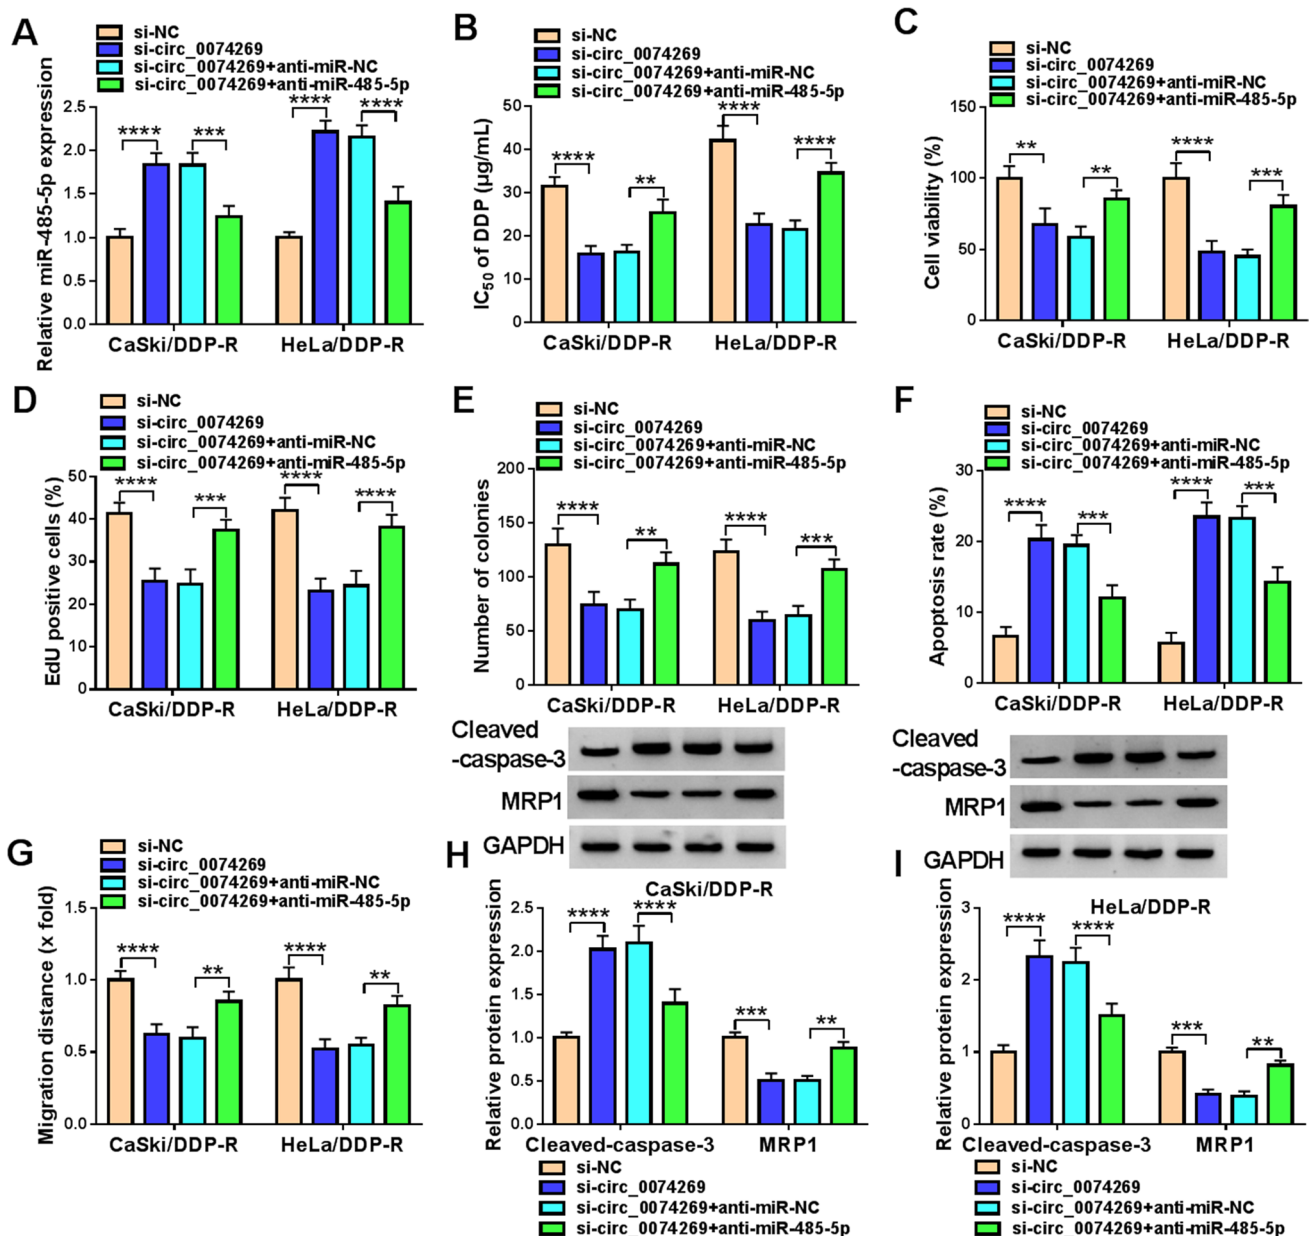 A
si-NC
si-circ_0074269
si-circ_0074269+anti-miR-NC
si-circ_0074269+anti-miR-485-5p
Relative miR-485-5p expression
2.5
2.0
1.5
1.0
0.5
0.0
****
***
****
****
CaSki/DDP-R
HeLa/DDP-R
B
si-NC
si-circ_0074269
si-circ_0074269+anti-miR-NC
si-circ_0074269+anti-miR-485-5p
IC50 of DDP (μg/mL)
50
40
30
20
10
0
****
**
****
****
CaSki/DDP-R
HeLa/DDP-R
C
si-NC
si-circ_0074269
si-circ_0074269+anti-miR-NC
si-circ_0074269+anti-miR-485-5p
Cell viability (%)
150
100
50
0
**
**
****
***
CaSki/DDP-R
HeLa/DDP-R
D
si-NC
si-circ_0074269
si-circ_0074269+anti-miR-NC
si-circ_0074269+anti-miR-485-5p
EdU positive cells (%)
50
40
30
20
10
0
****
***
****
****
CaSki/DDP-R
HeLa/DDP-R
E
si-NC
si-circ_0074269
si-circ_0074269+anti-miR-NC
si-circ_0074269+anti-miR-485-5p
Number of colonies
200
150
100
50
0
****
**
****
***
CaSki/DDP-R
HeLa/DDP-R
F
si-NC
si-circ_0074269
si-circ_0074269+anti-miR-NC
si-circ_0074269+anti-miR-485-5p
Apoptosis rate (%)
30
20
10
0
****
***
****
***
CaSki/DDP-R
HeLa/DDP-R
G
si-NC
si-circ_0074269
si-circ_0074269+anti-miR-NC
si-circ_0074269+anti-miR-485-5p
Migration distance (x fold)
1.5
1.0
0.5
0.0
****
**
****
**
CaSki/DDP-R
HeLa/DDP-R
H
Cleaved
-caspase-3
MRP1
GAPDH
CaSki/DDP-R
Relative protein expression
2.5
2.0
1.5
1.0
0.5
0.0
****
****
***
**
Cleaved-caspase-3
MRP1
si-NC
si-circ_0074269
si-circ_0074269+anti-miR-NC
si-circ_0074269+anti-miR-485-5p
I
Cleaved
-caspase-3
MRP1
GAPDH
HeLa/DDP-R
Relative protein expression
3
2
1
0
****
****
***
**
Cleaved-caspase-3
MRP1
si-NC
si-circ_0074269
si-circ_0074269+anti-miR-NC
si-circ_0074269+anti-miR-485-5p